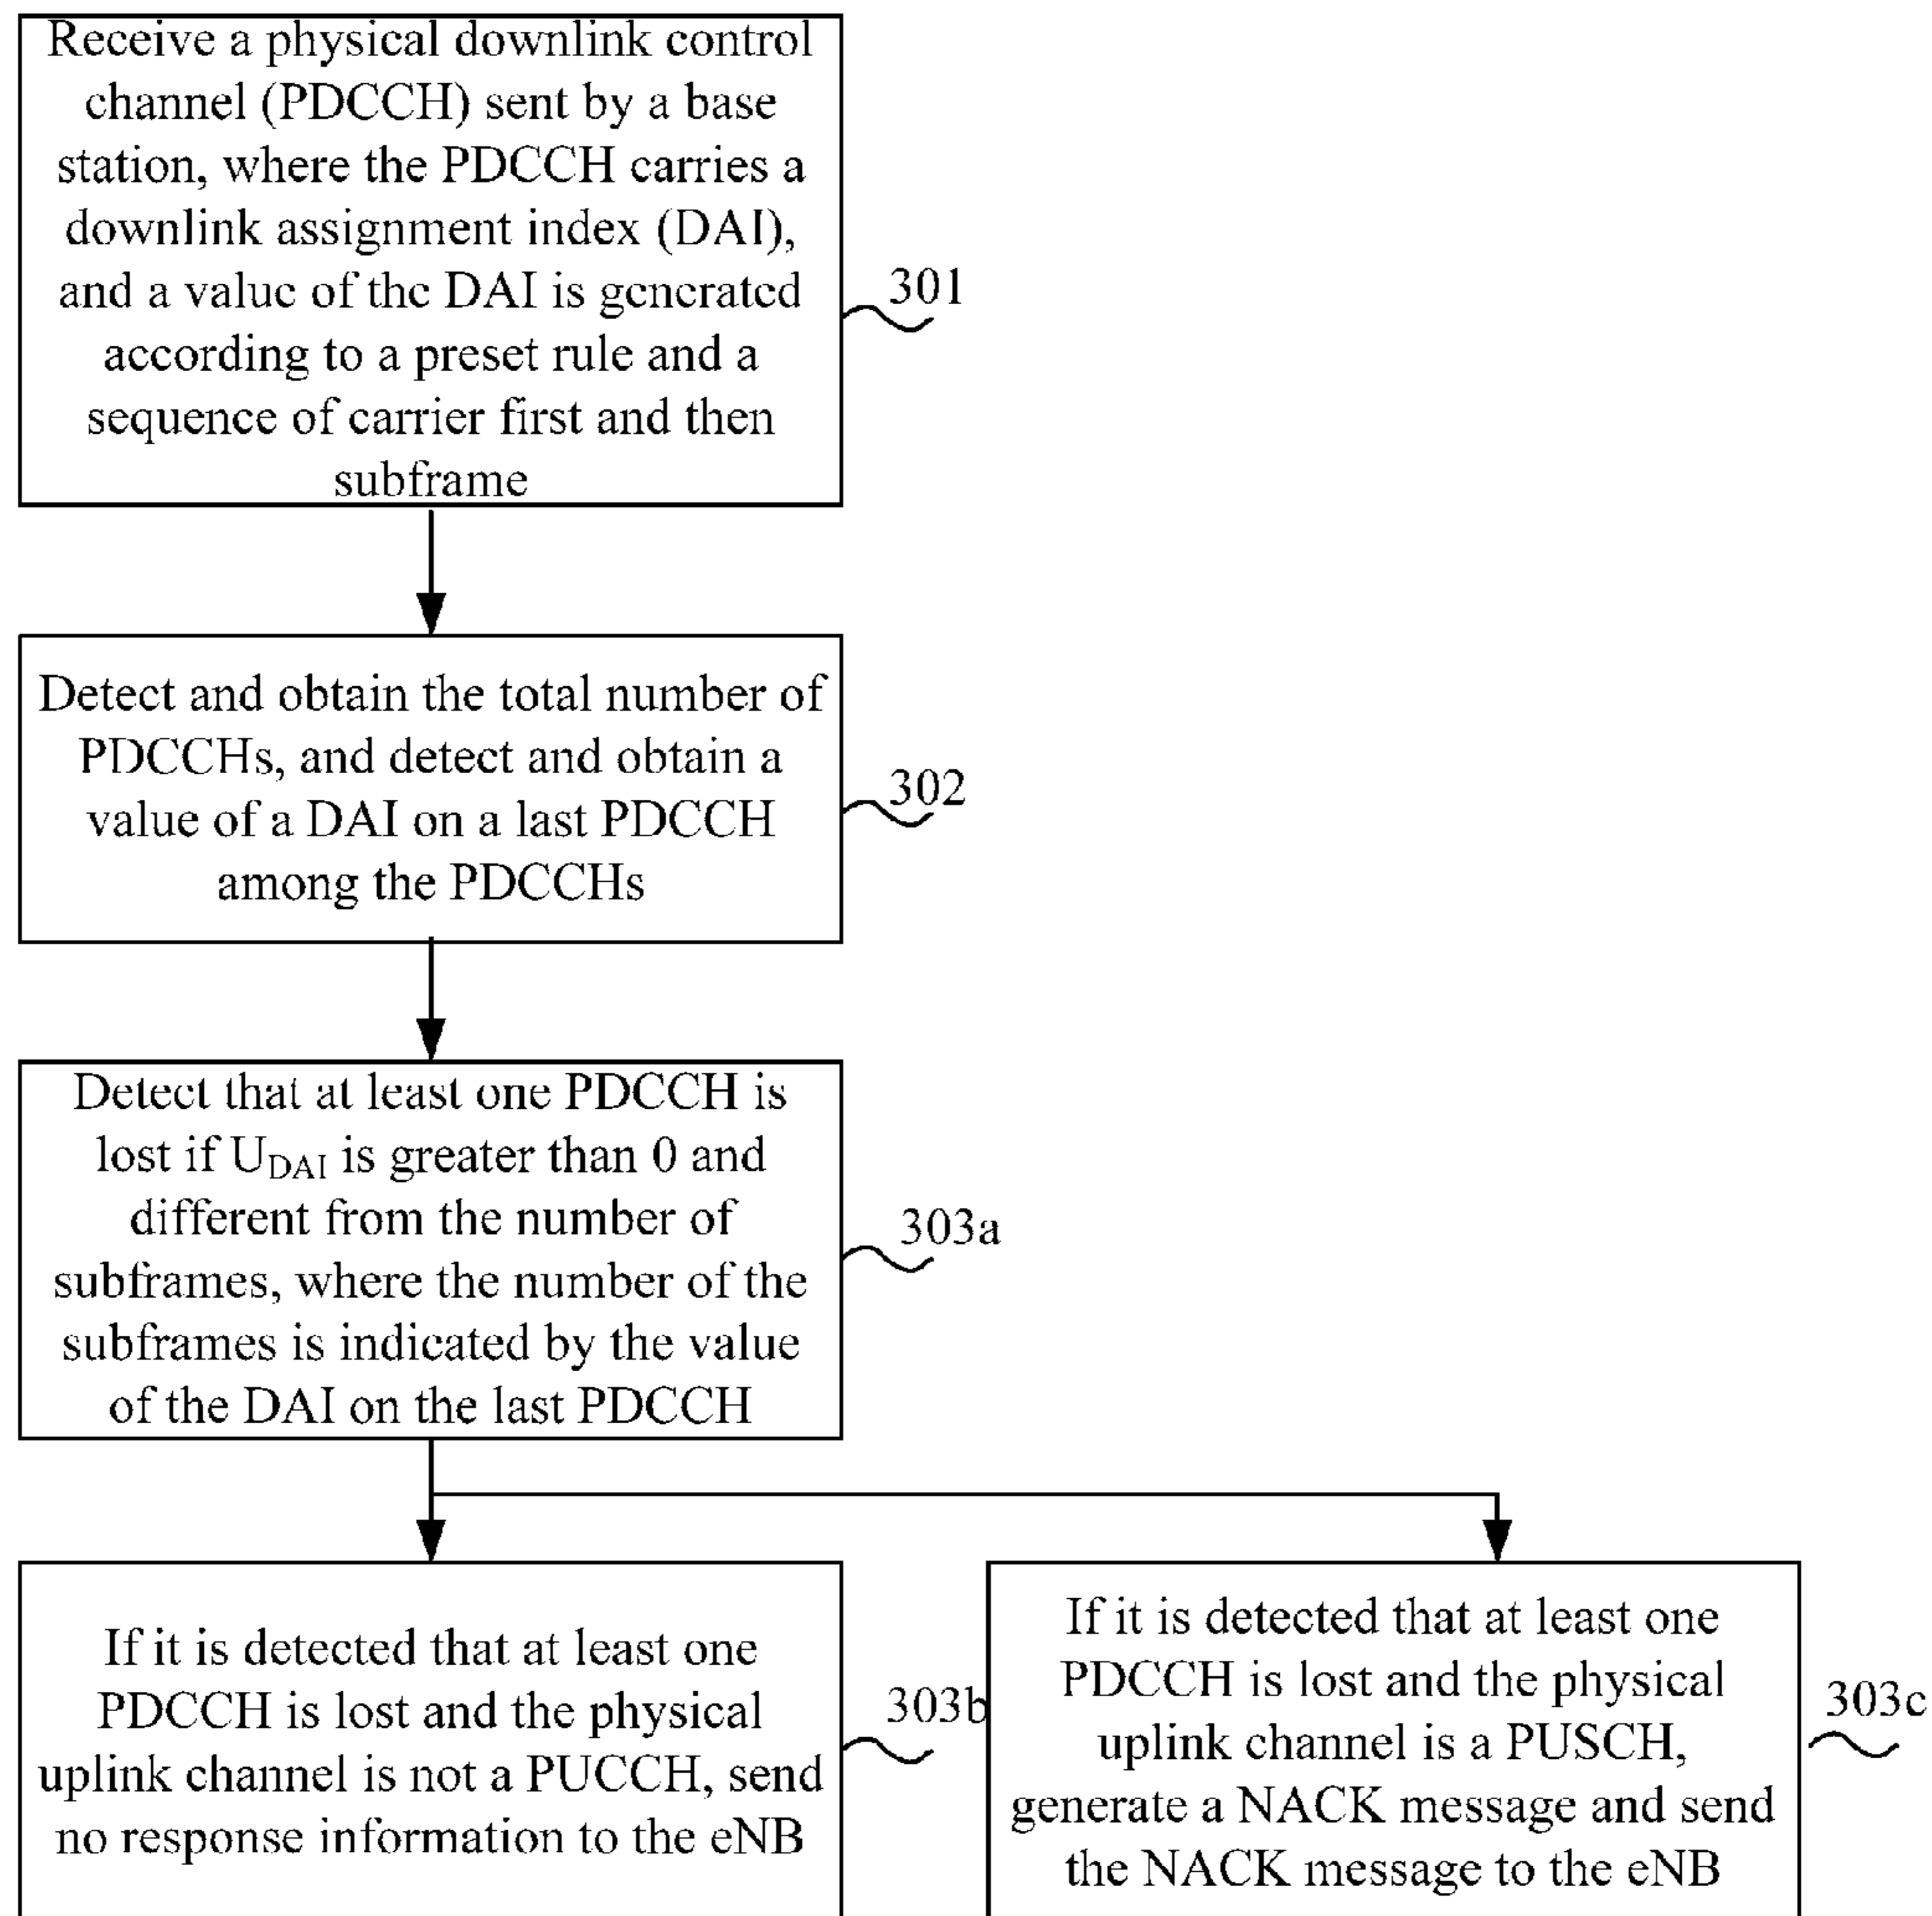 Receive a physical downlink control
channel (PDCCH) sent by a base
station, where the PDCCH carries a
downlink assignment index (DAI),
and a value of the DAI is generated
according to a preset rule and a
sequence of carrier first and then
subframe
301
Detect and obtain the total number of
PDCCHs, and detect and obtain a
value of a DAI on a last PDCCH
among the PDCCHs
302
Detect that at least one PDCCH is
lost if U_DAI is greater than 0 and
different from the number of
subframes, where the number of the
subframes is indicated by the value
of the DAI on the last PDCCH
303a
If it is detected that at least one
PDCCH is lost and the physical
uplink channel is not a PUCCH, send
no response information to the eNB
303b
If it is detected that at least one
PDCCH is lost and the physical
uplink channel is a PUSCH,
generate a NACK message and send
the NACK message to the eNB
303c